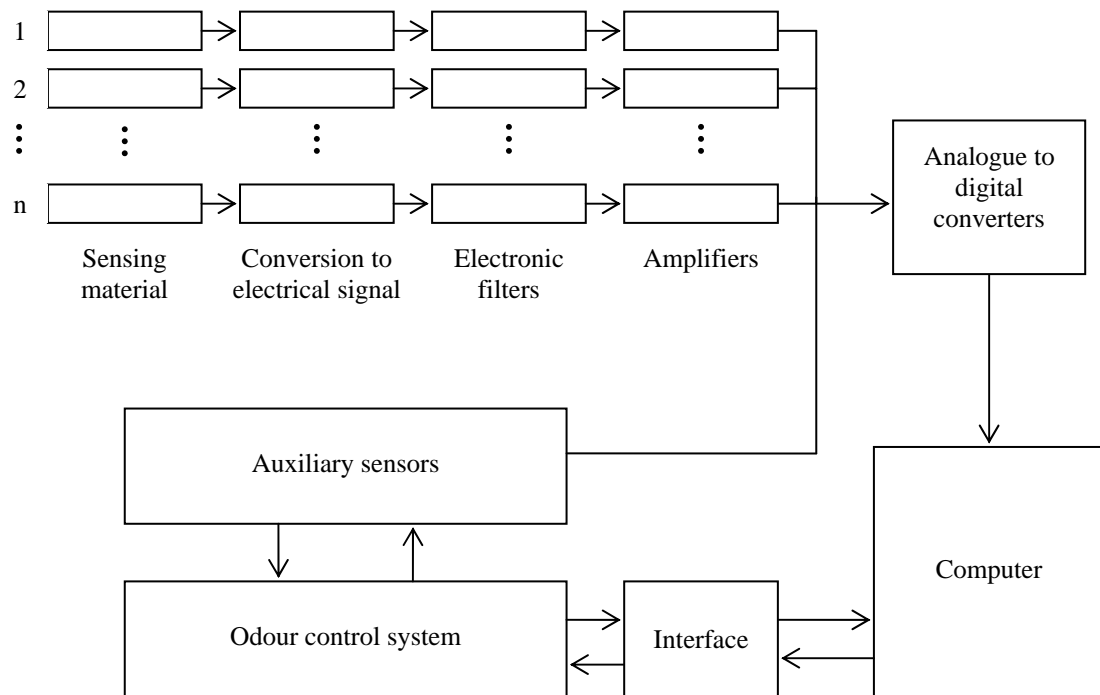 1
2
n
Sensing
material
Conversion to
electrical signal
Electronic
filters
Amplifiers
Analogue to
digital
converters
Auxiliary sensors
Computer
Odour control system
Interface